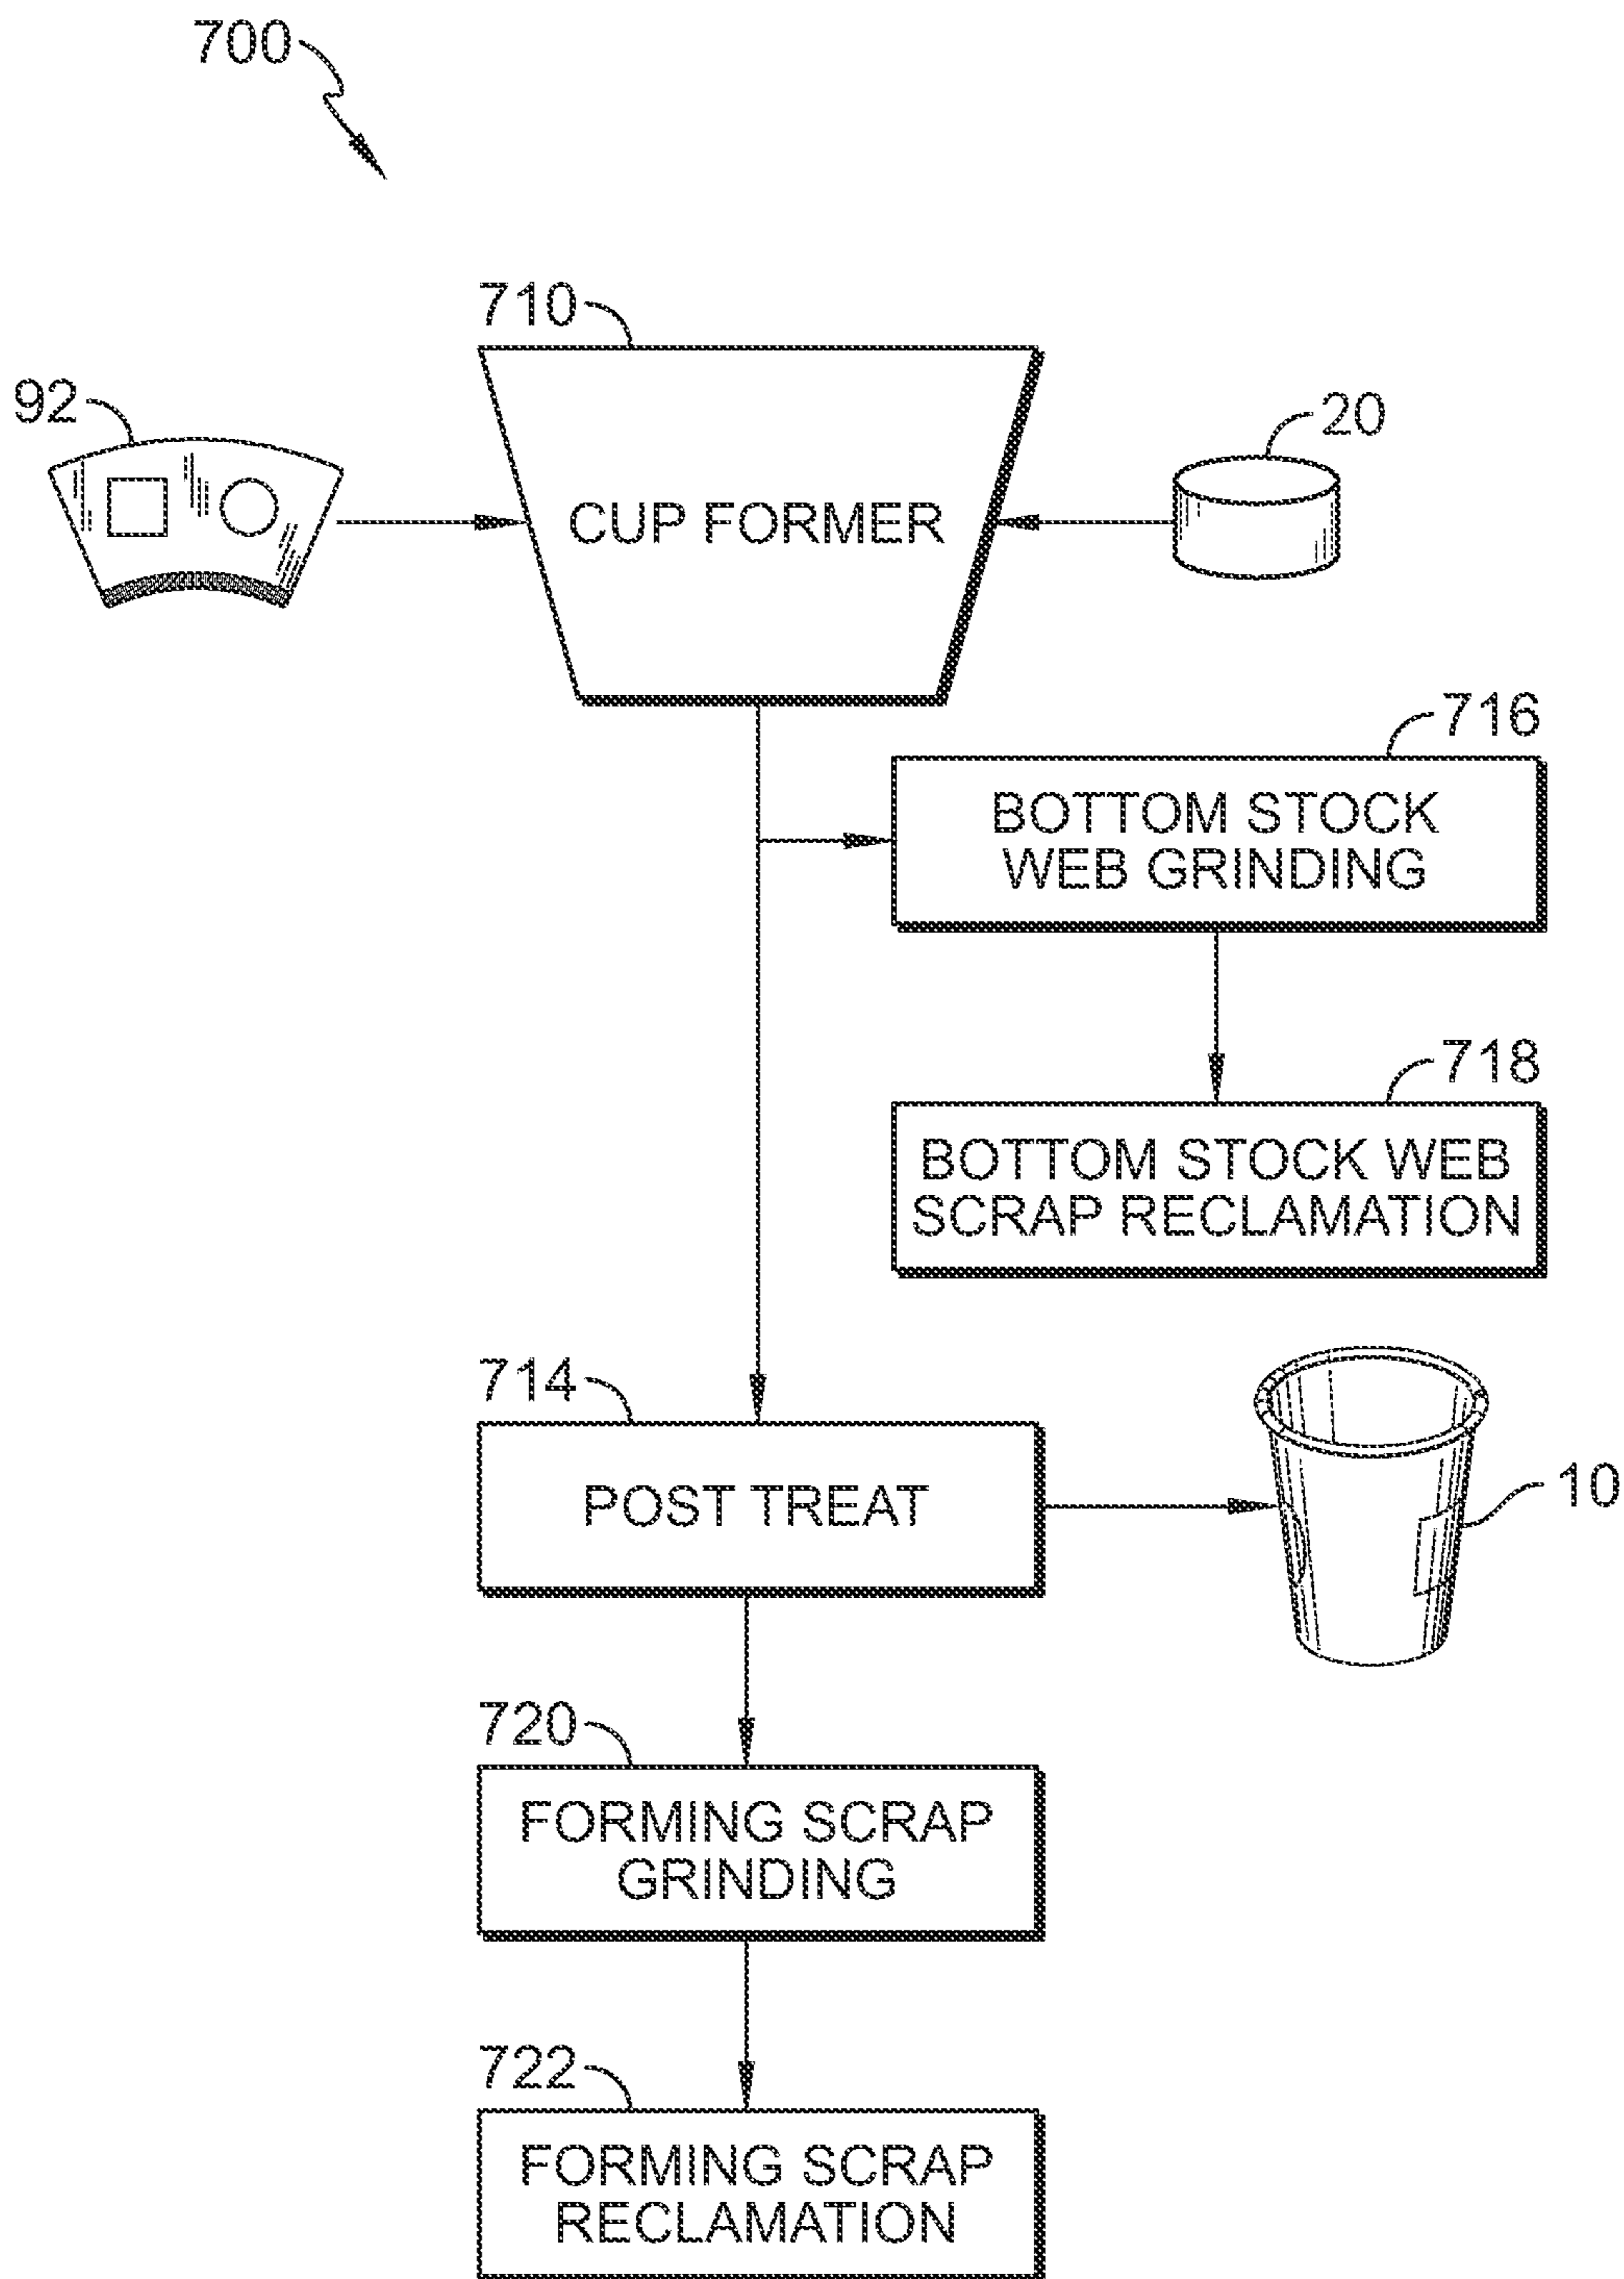 700
710
92
20
CUP FORMER
716
BOTTOM STOCK
WEB GRINDING
718
BOTTOM STOCK WEB
SCRAP RECLAMATION
714
POST TREAT
10
720
FORMING SCRAP
GRINDING
722
FORMING SCRAP
RECLAMATION